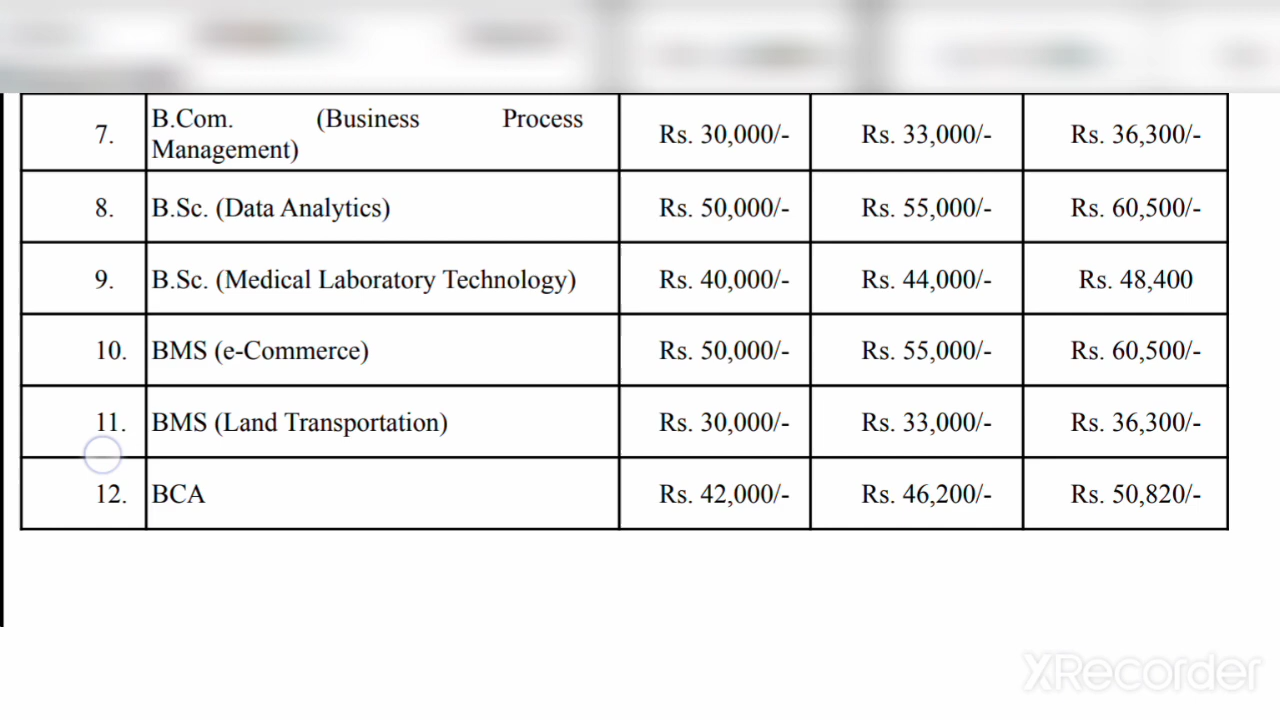 7. B.Com. (Business Process Management) Rs. 30,000/- Rs. 33,000/- Rs. 36,300/-
8. B.Sc. (Data Analytics) Rs. 50,000/- Rs. 55,000/- Rs. 60,500/-
9. B.Sc. (Medical Laboratory Technology) Rs. 40,000/- Rs. 44,000/- Rs. 48,400
10. BMS (e-Commerce) Rs. 50,000/- Rs. 55,000/- Rs. 60,500/-
11. BMS (Land Transportation) Rs. 30,000/- Rs. 33,000/- Rs. 36,300/-
12. BCA Rs. 42,000/- Rs. 46,200/- Rs. 50,820/-
XRecorder